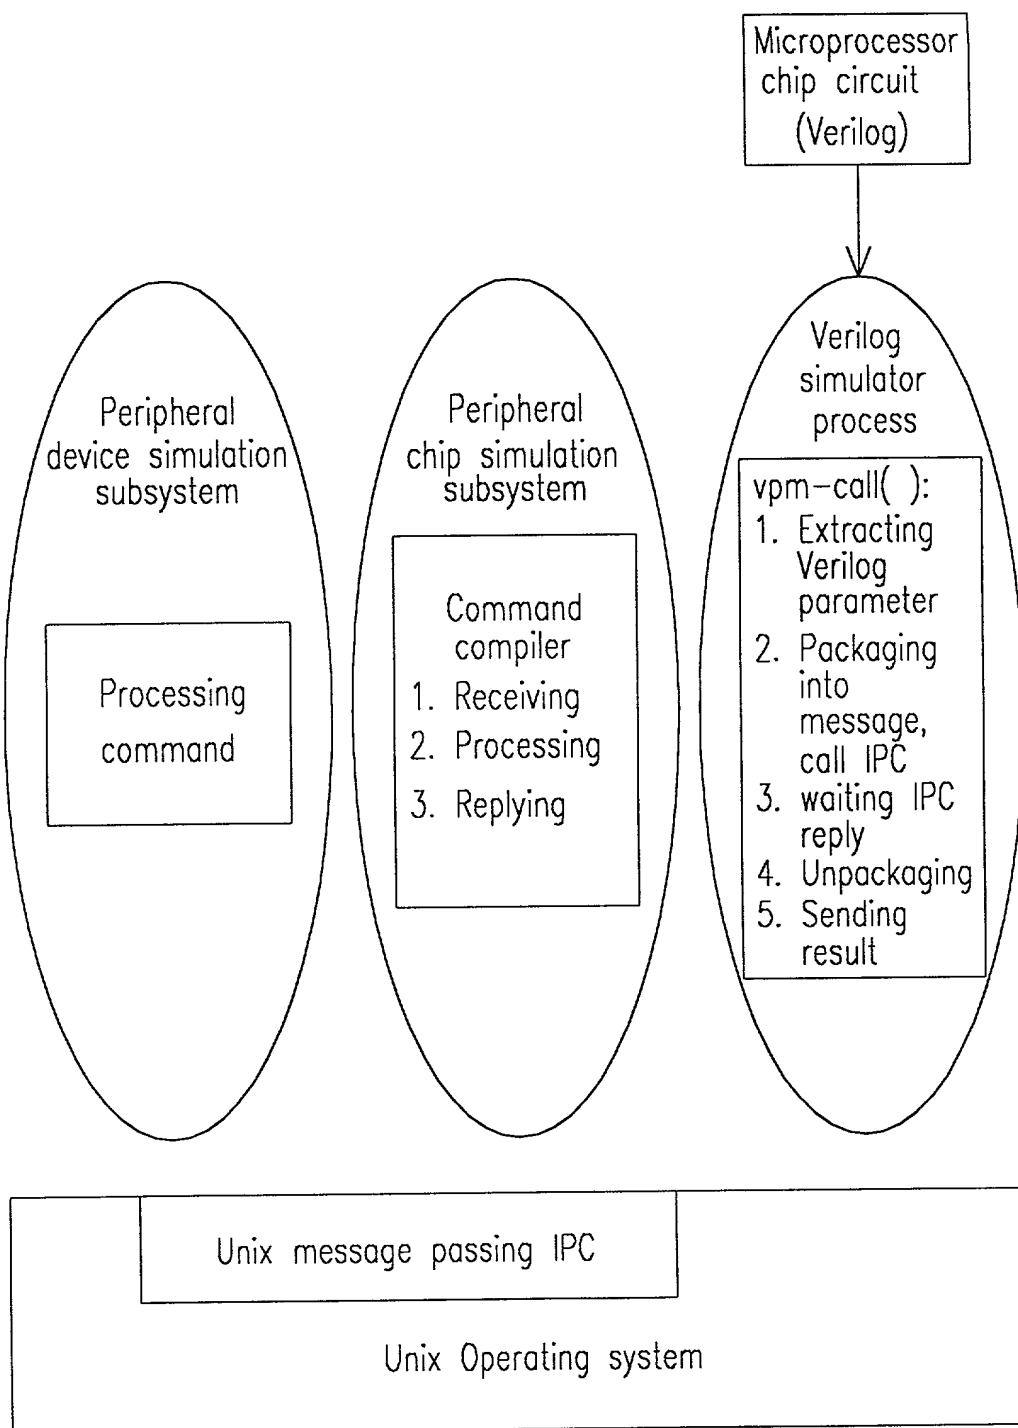 Microprocessor
chip circuit
(Verilog)
Peripheral
device simulation
subsystem
Processing
command
Peripheral
chip simulation
subsystem
Command
compiler
1. Receiving
2. Processing
3. Replying
Verilog
simulator
process
vpm-call( ):
1. Extracting
Verilog
parameter
2. Packaging
into
message,
call IPC
3. waiting IPC
reply
4. Unpackaging
5. Sending
result
Unix message passing IPC
Unix Operating system